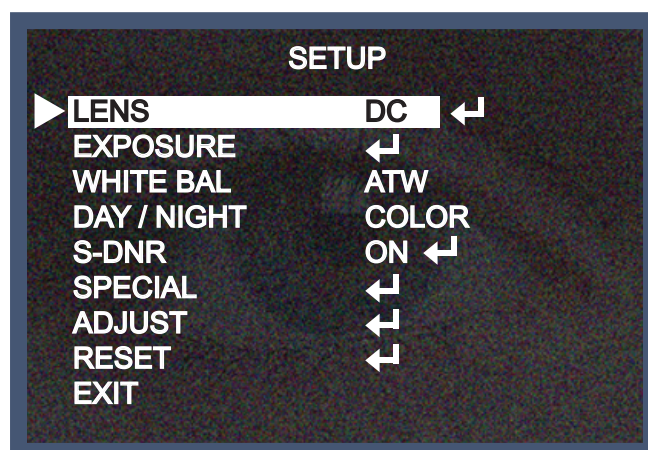 SETUP
LENS DC ↵
EXPOSURE ↵
WHITE BAL ATW
DAY / NIGHT COLOR
S-DNR ON ↵
SPECIAL ↵
ADJUST ↵
RESET ↵
EXIT